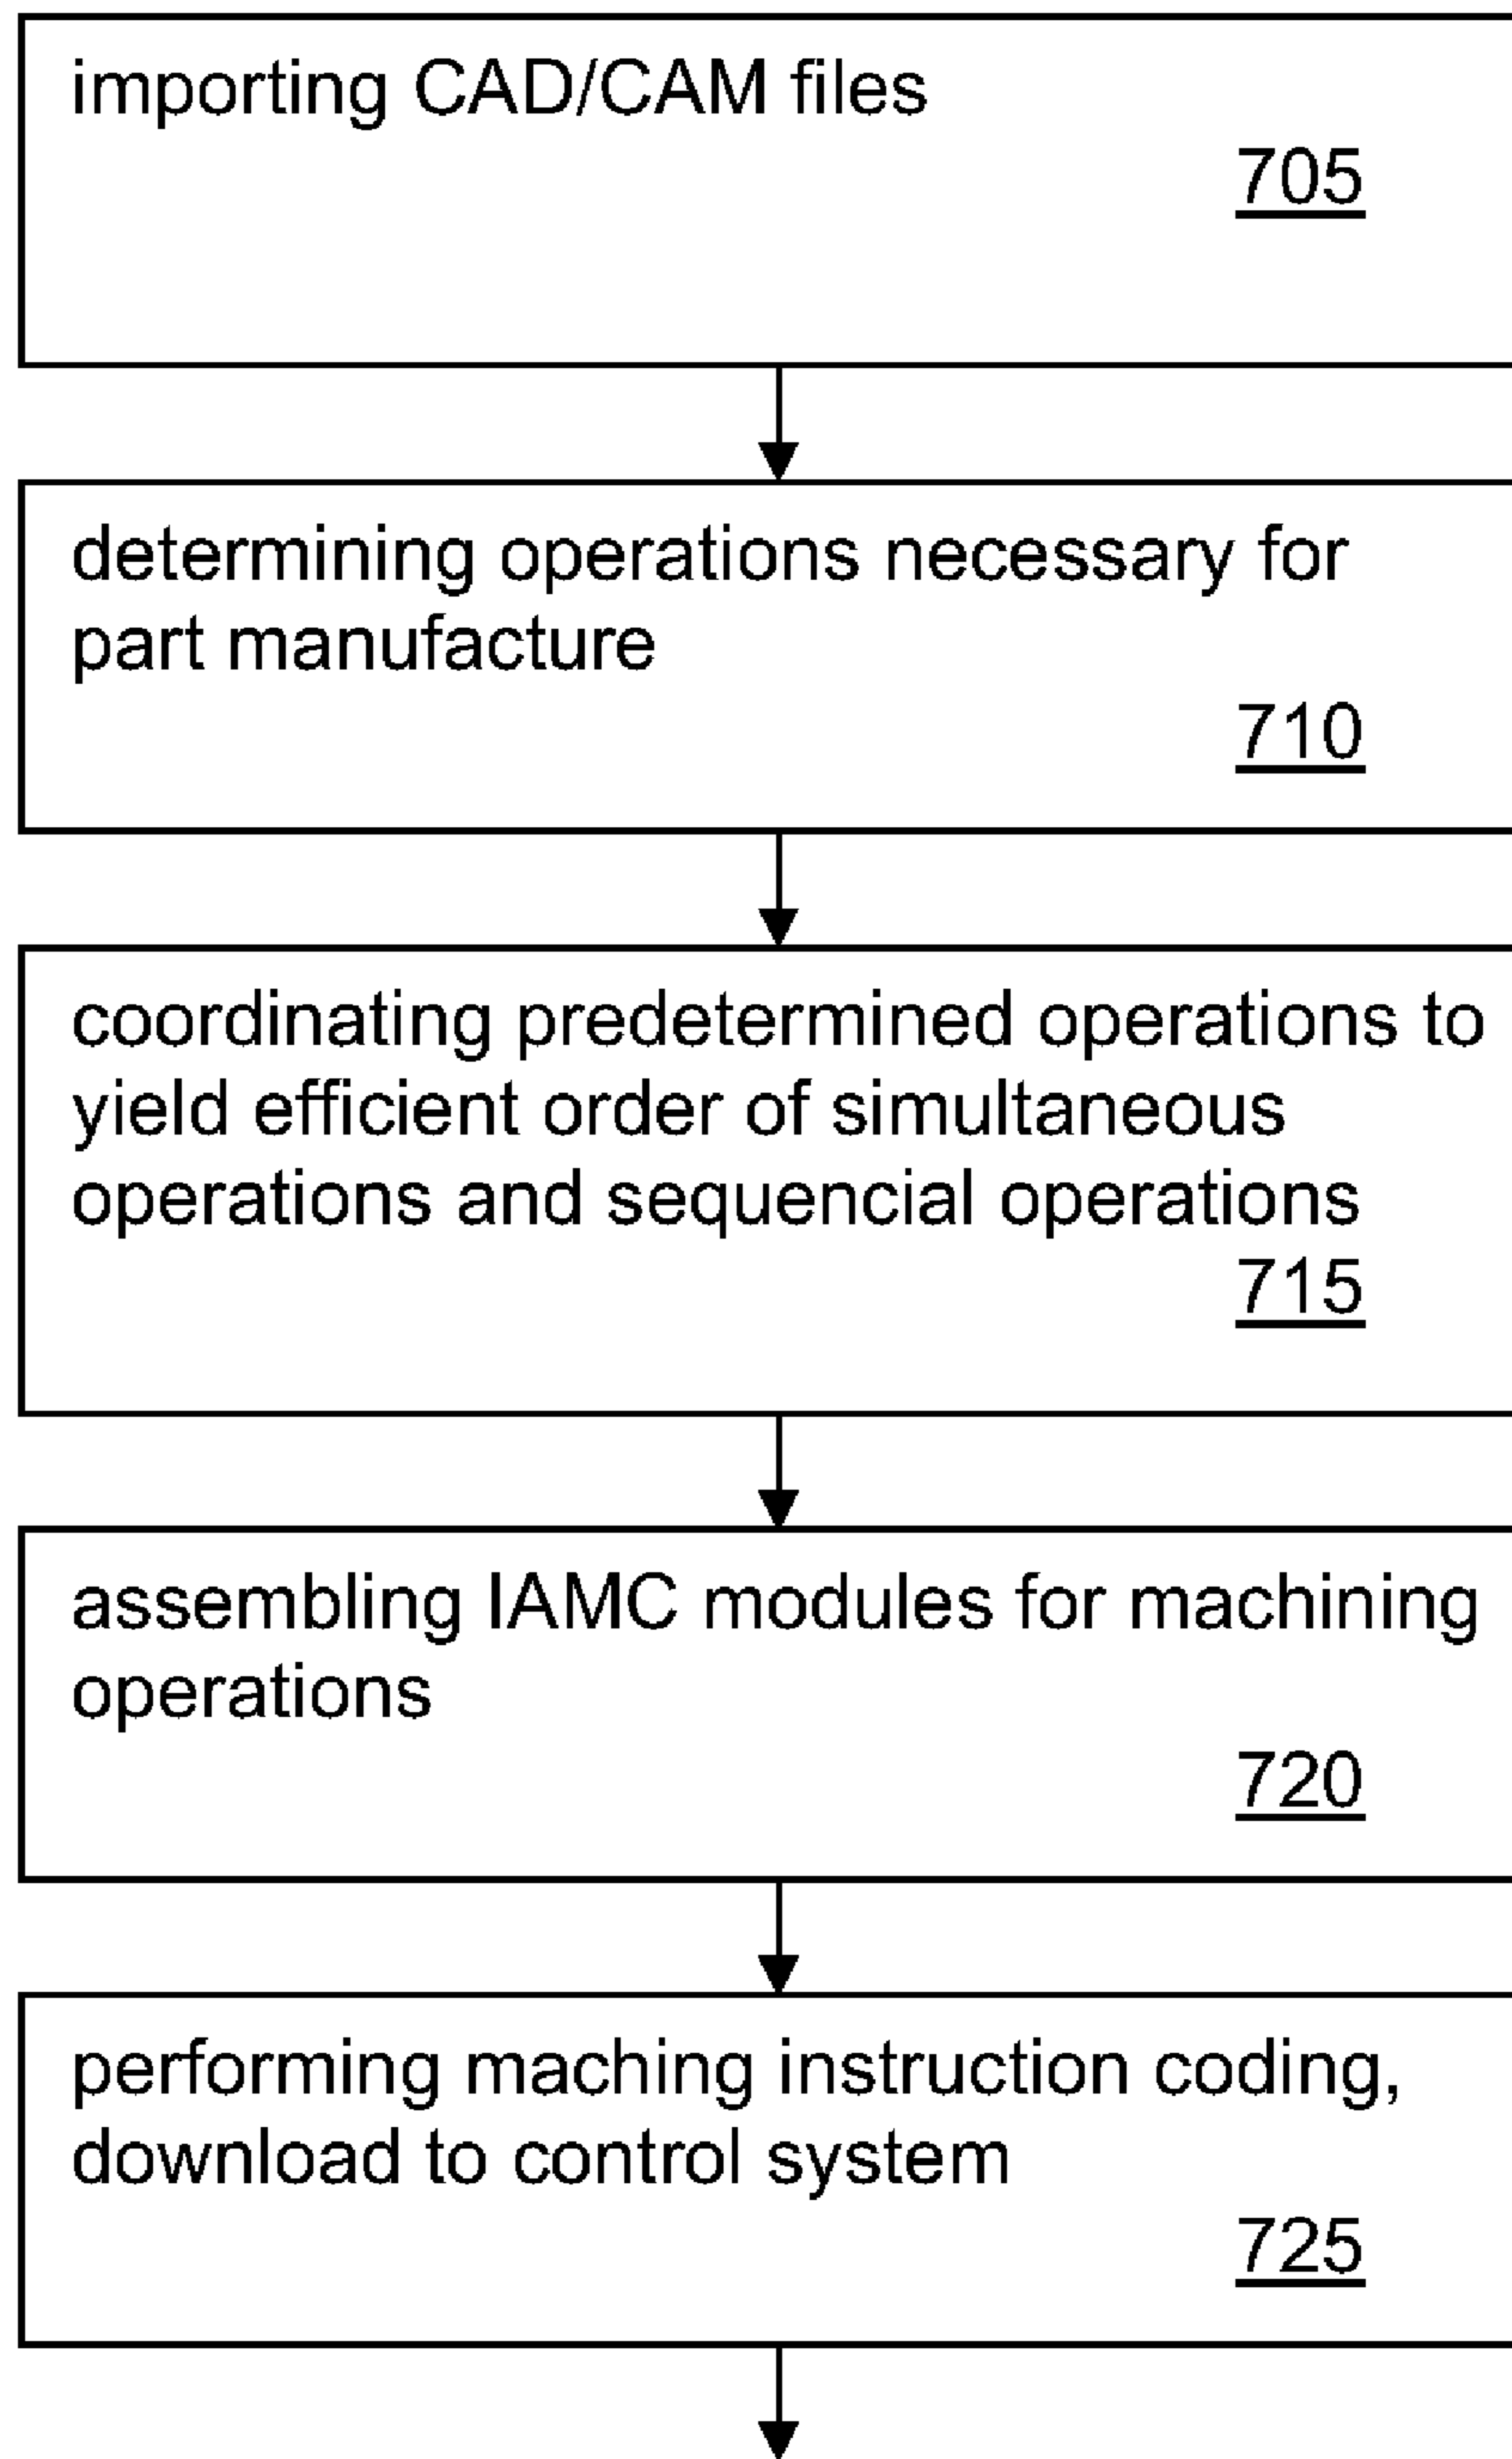 importing CAD/CAM files
705
determining operations necessary for
part manufacture
710
coordinating predetermined operations to
yield efficient order of simultaneous
operations and sequencial operations
715
assembling IAMC modules for machining
operations
720
performing maching instruction coding,
download to control system
725